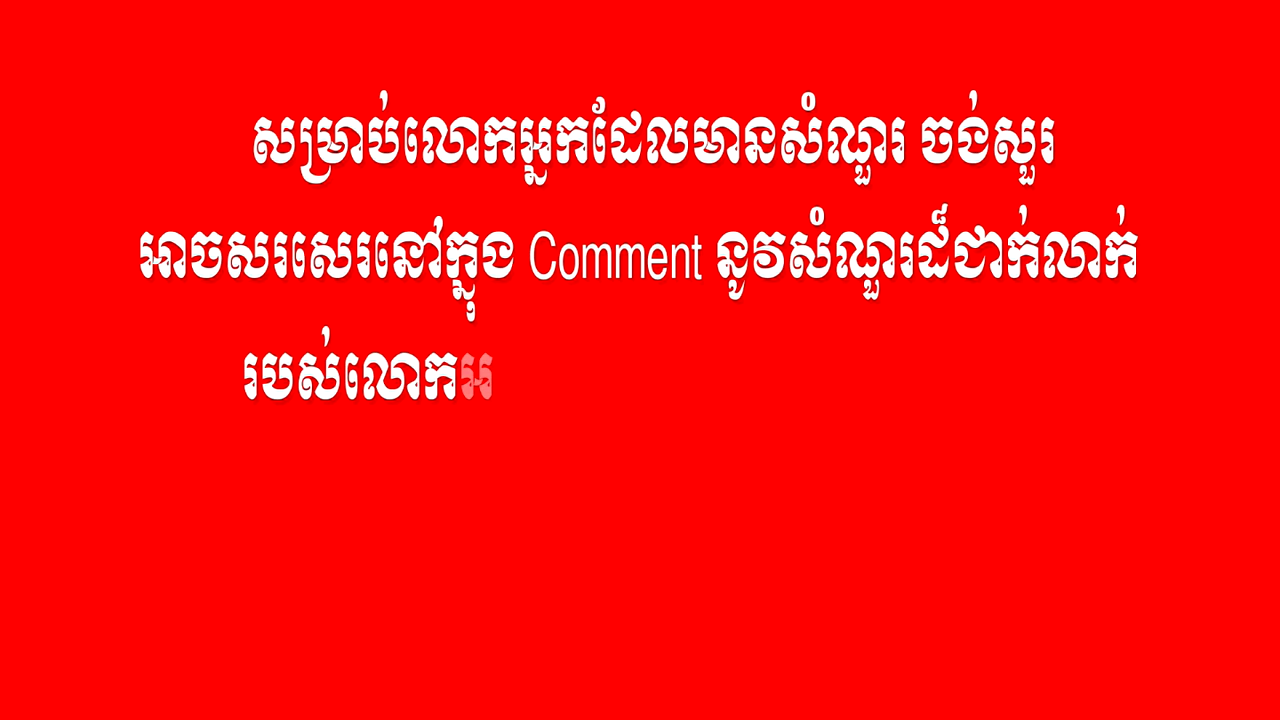 សម្រាប់លោកអ្នកដែលមានសំណួរ ចង់សួរ
អាចសរសេរនៅក្នុង Comment នូវសំណួរដ៏ជាក់លាក់
របស់លោកអ